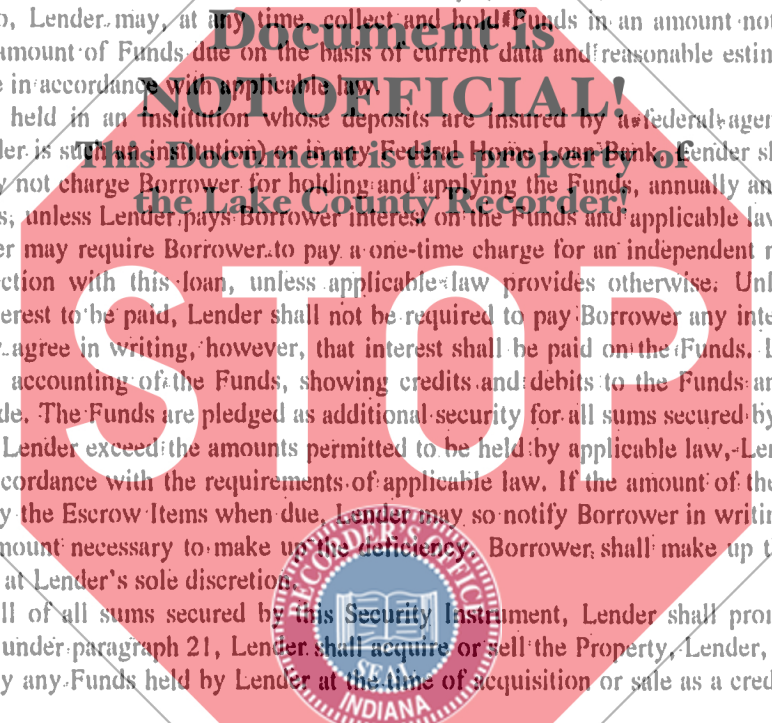 o, Lender may, at any time, collect and hold Funds in an amount not
Document is
amount of Funds due on the basis of current data and reasonable estim
e in accordance with applicable law.
NOT OFFICIAL!
held in an institution whose deposits are insured by a federal agen
der is such an institution) or in any Federal Home Loan Bank. Lender sh
This Document is the property of
y not charge Borrower for holding and applying the Funds, annually an
the Lake County Recorder!
s, unless Lender pays Borrower interest on the Funds and applicable law
er may require Borrower to pay a one-time charge for an independent r
ction with this loan, unless applicable law provides otherwise. Unl
erest to be paid, Lender shall not be required to pay Borrower any inte
y agree in writing, however, that interest shall be paid on the Funds. L
accounting of the Funds, showing credits and debits to the Funds an
de. The Funds are pledged as additional security for all sums secured by
STOP
Lender exceed the amounts permitted to be held by applicable law, Len
cordance with the requirements of applicable law. If the amount of the
y the Escrow Items when due, Lender may so notify Borrower in writin
mount necessary to make up the deficiency. Borrower shall make up t
at Lender's sole discretion.
ll of all sums secured by this Security Instrument, Lender shall prom
under paragraph 21, Lender shall acquire or sell the Property, Lender,
y any Funds held by Lender at the time of acquisition or sale as a cred
RECORDER'S OFFICE
SEAL
INDIANA